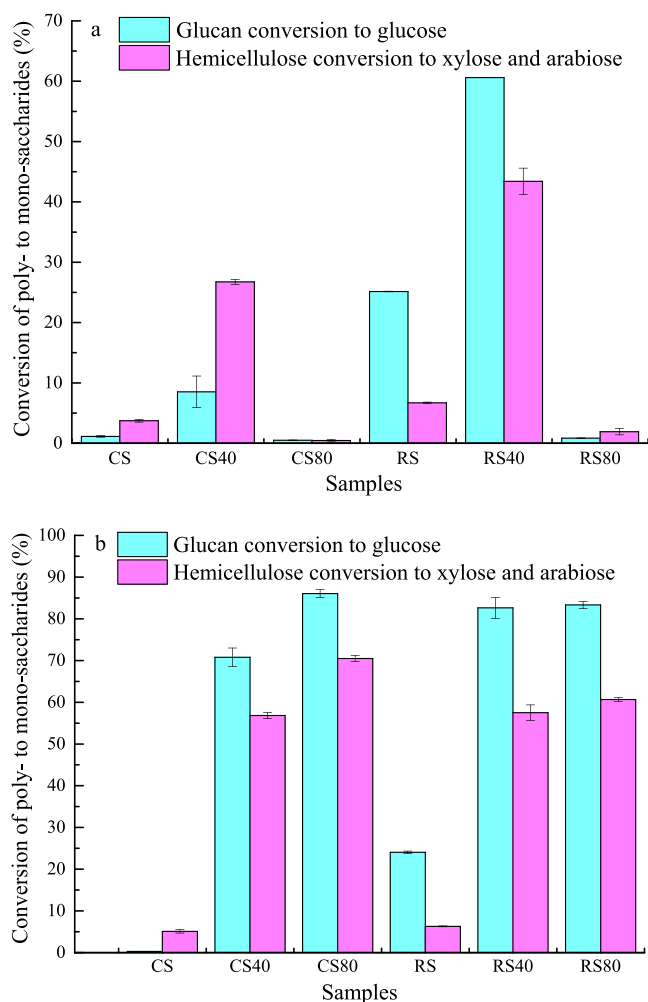 a
Glucan conversion to glucose
Hemicellulose conversion to xylose and arabiose
Conversion of poly- to mono-saccharides (%)
70
60
50
40
30
20
10
0
CS CS40 CS80 RS RS40 RS80
Samples
b
Glucan conversion to glucose
Hemicellulose conversion to xylose and arabiose
Conversion of poly- to mono-saccharides (%)
100
90
80
70
60
50
40
30
20
10
0
CS CS40 CS80 RS RS40 RS80
Samples